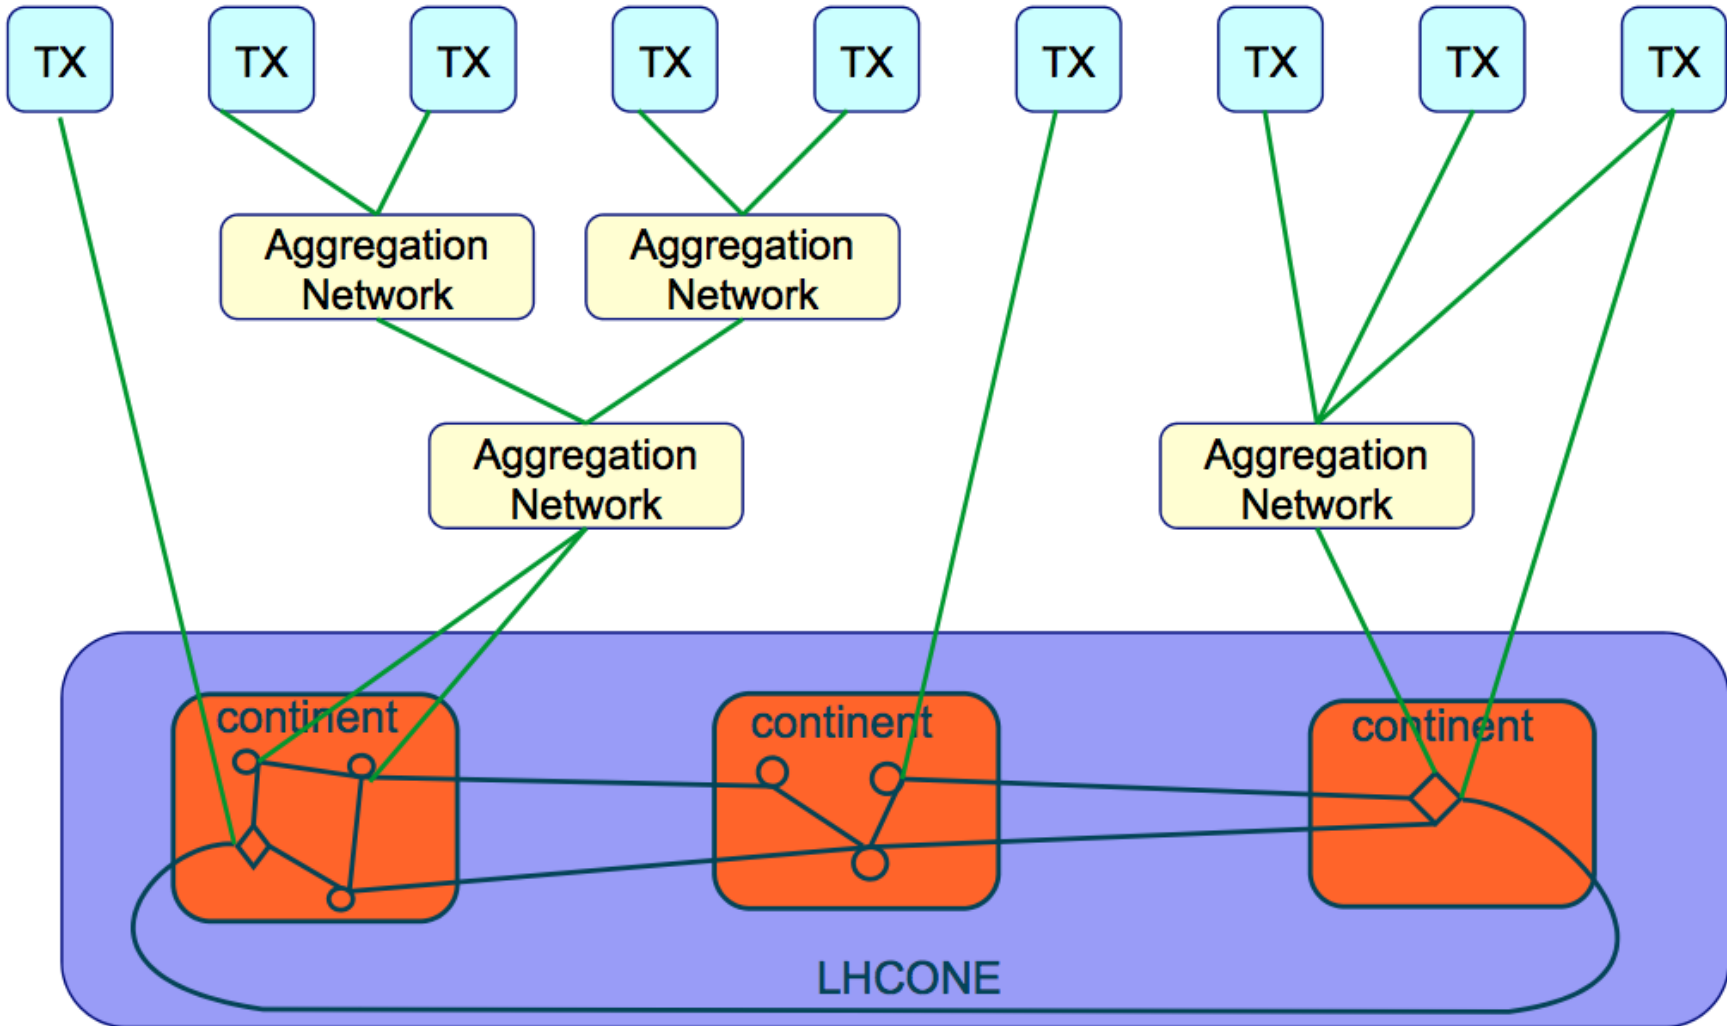 TX
TX
TX
TX
TX
TX
TX
TX
TX
Aggregation
Network
Aggregation
Network
Aggregation
Network
Aggregation
Network
continent
continent
continent
LHCONE